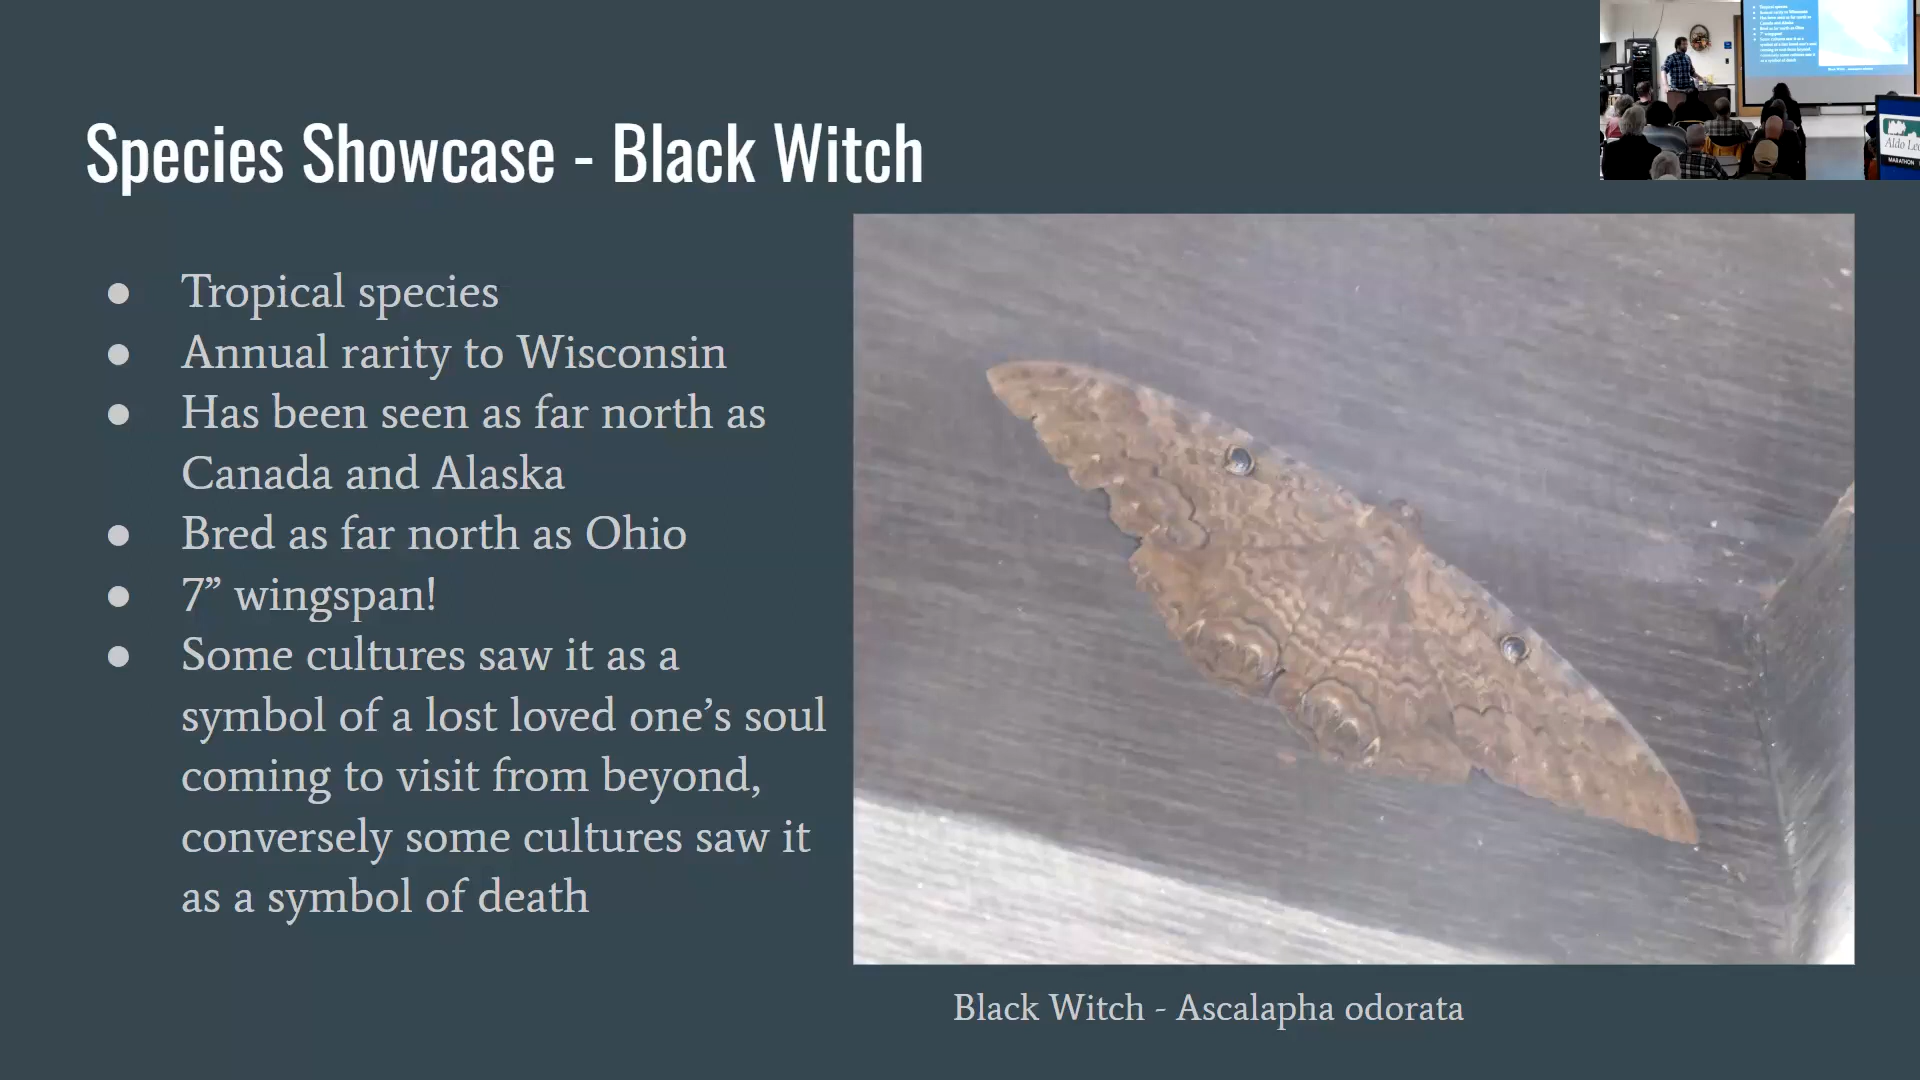 Species Showcase - Black Witch
● Tropical species
● Annual rarity to Wisconsin
● Has been seen as far north as
Canada and Alaska
● Bred as far north as Ohio
● 7” wingspan!
● Some cultures saw it as a
symbol of a lost loved one’s soul
coming to visit from beyond,
conversely some cultures saw it
as a symbol of death
Black Witch - Ascalapha odorata
Aldo
MARATHON